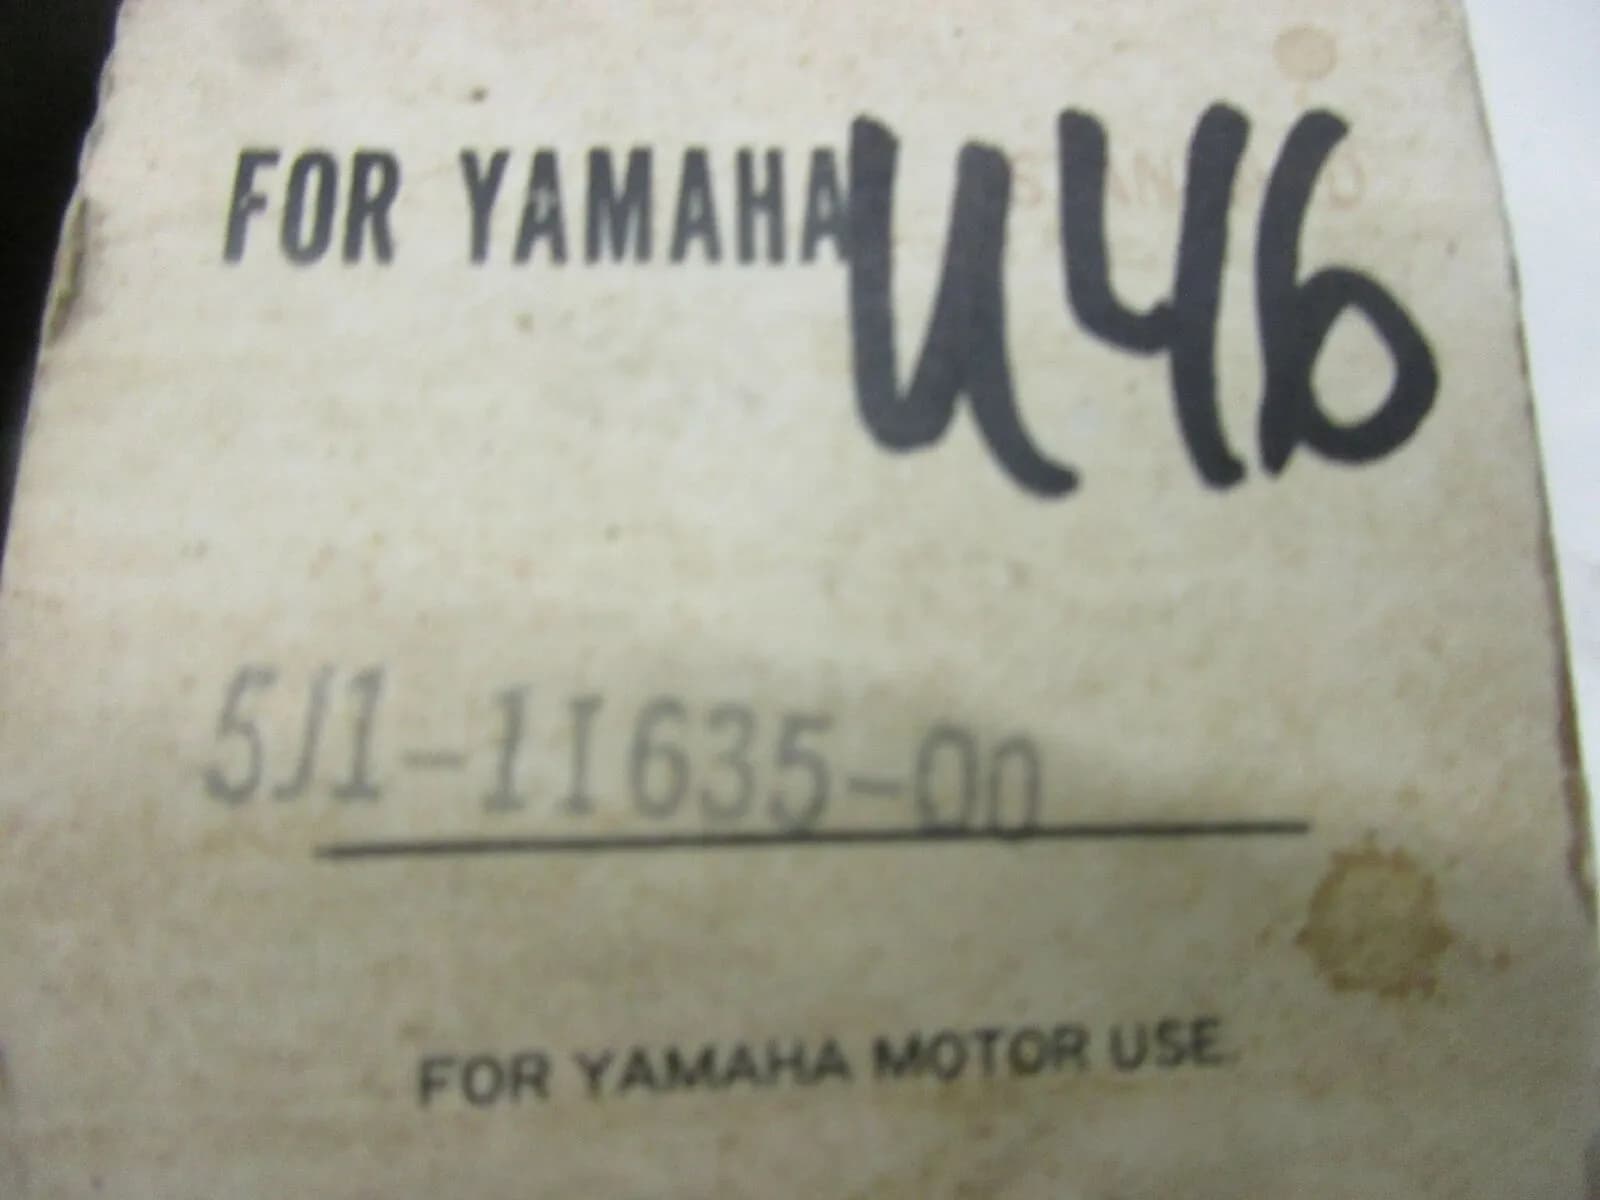 FOR YAMAHA U46
5J1-11635-00
FOR YAMAHA MOTOR USE